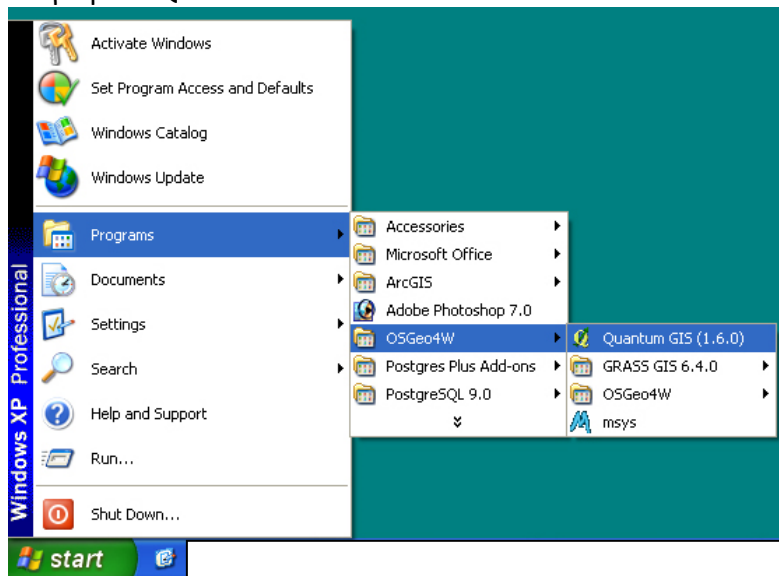 Activate Windows
Set Program Access and Defaults
Windows Catalog
Windows Update
Programs
Documents
Settings
Search
Help and Support
Run...
Shut Down...
Windows XP Professional
start
Accessories
Microsoft Office
ArcGIS
Adobe Photoshop 7.0
OSGeo4W
Postgres Plus Add-ons
PostgreSQL 9.0
Quantum GIS (1.6.0)
GRASS GIS 6.4.0
OSGeo4W
msys